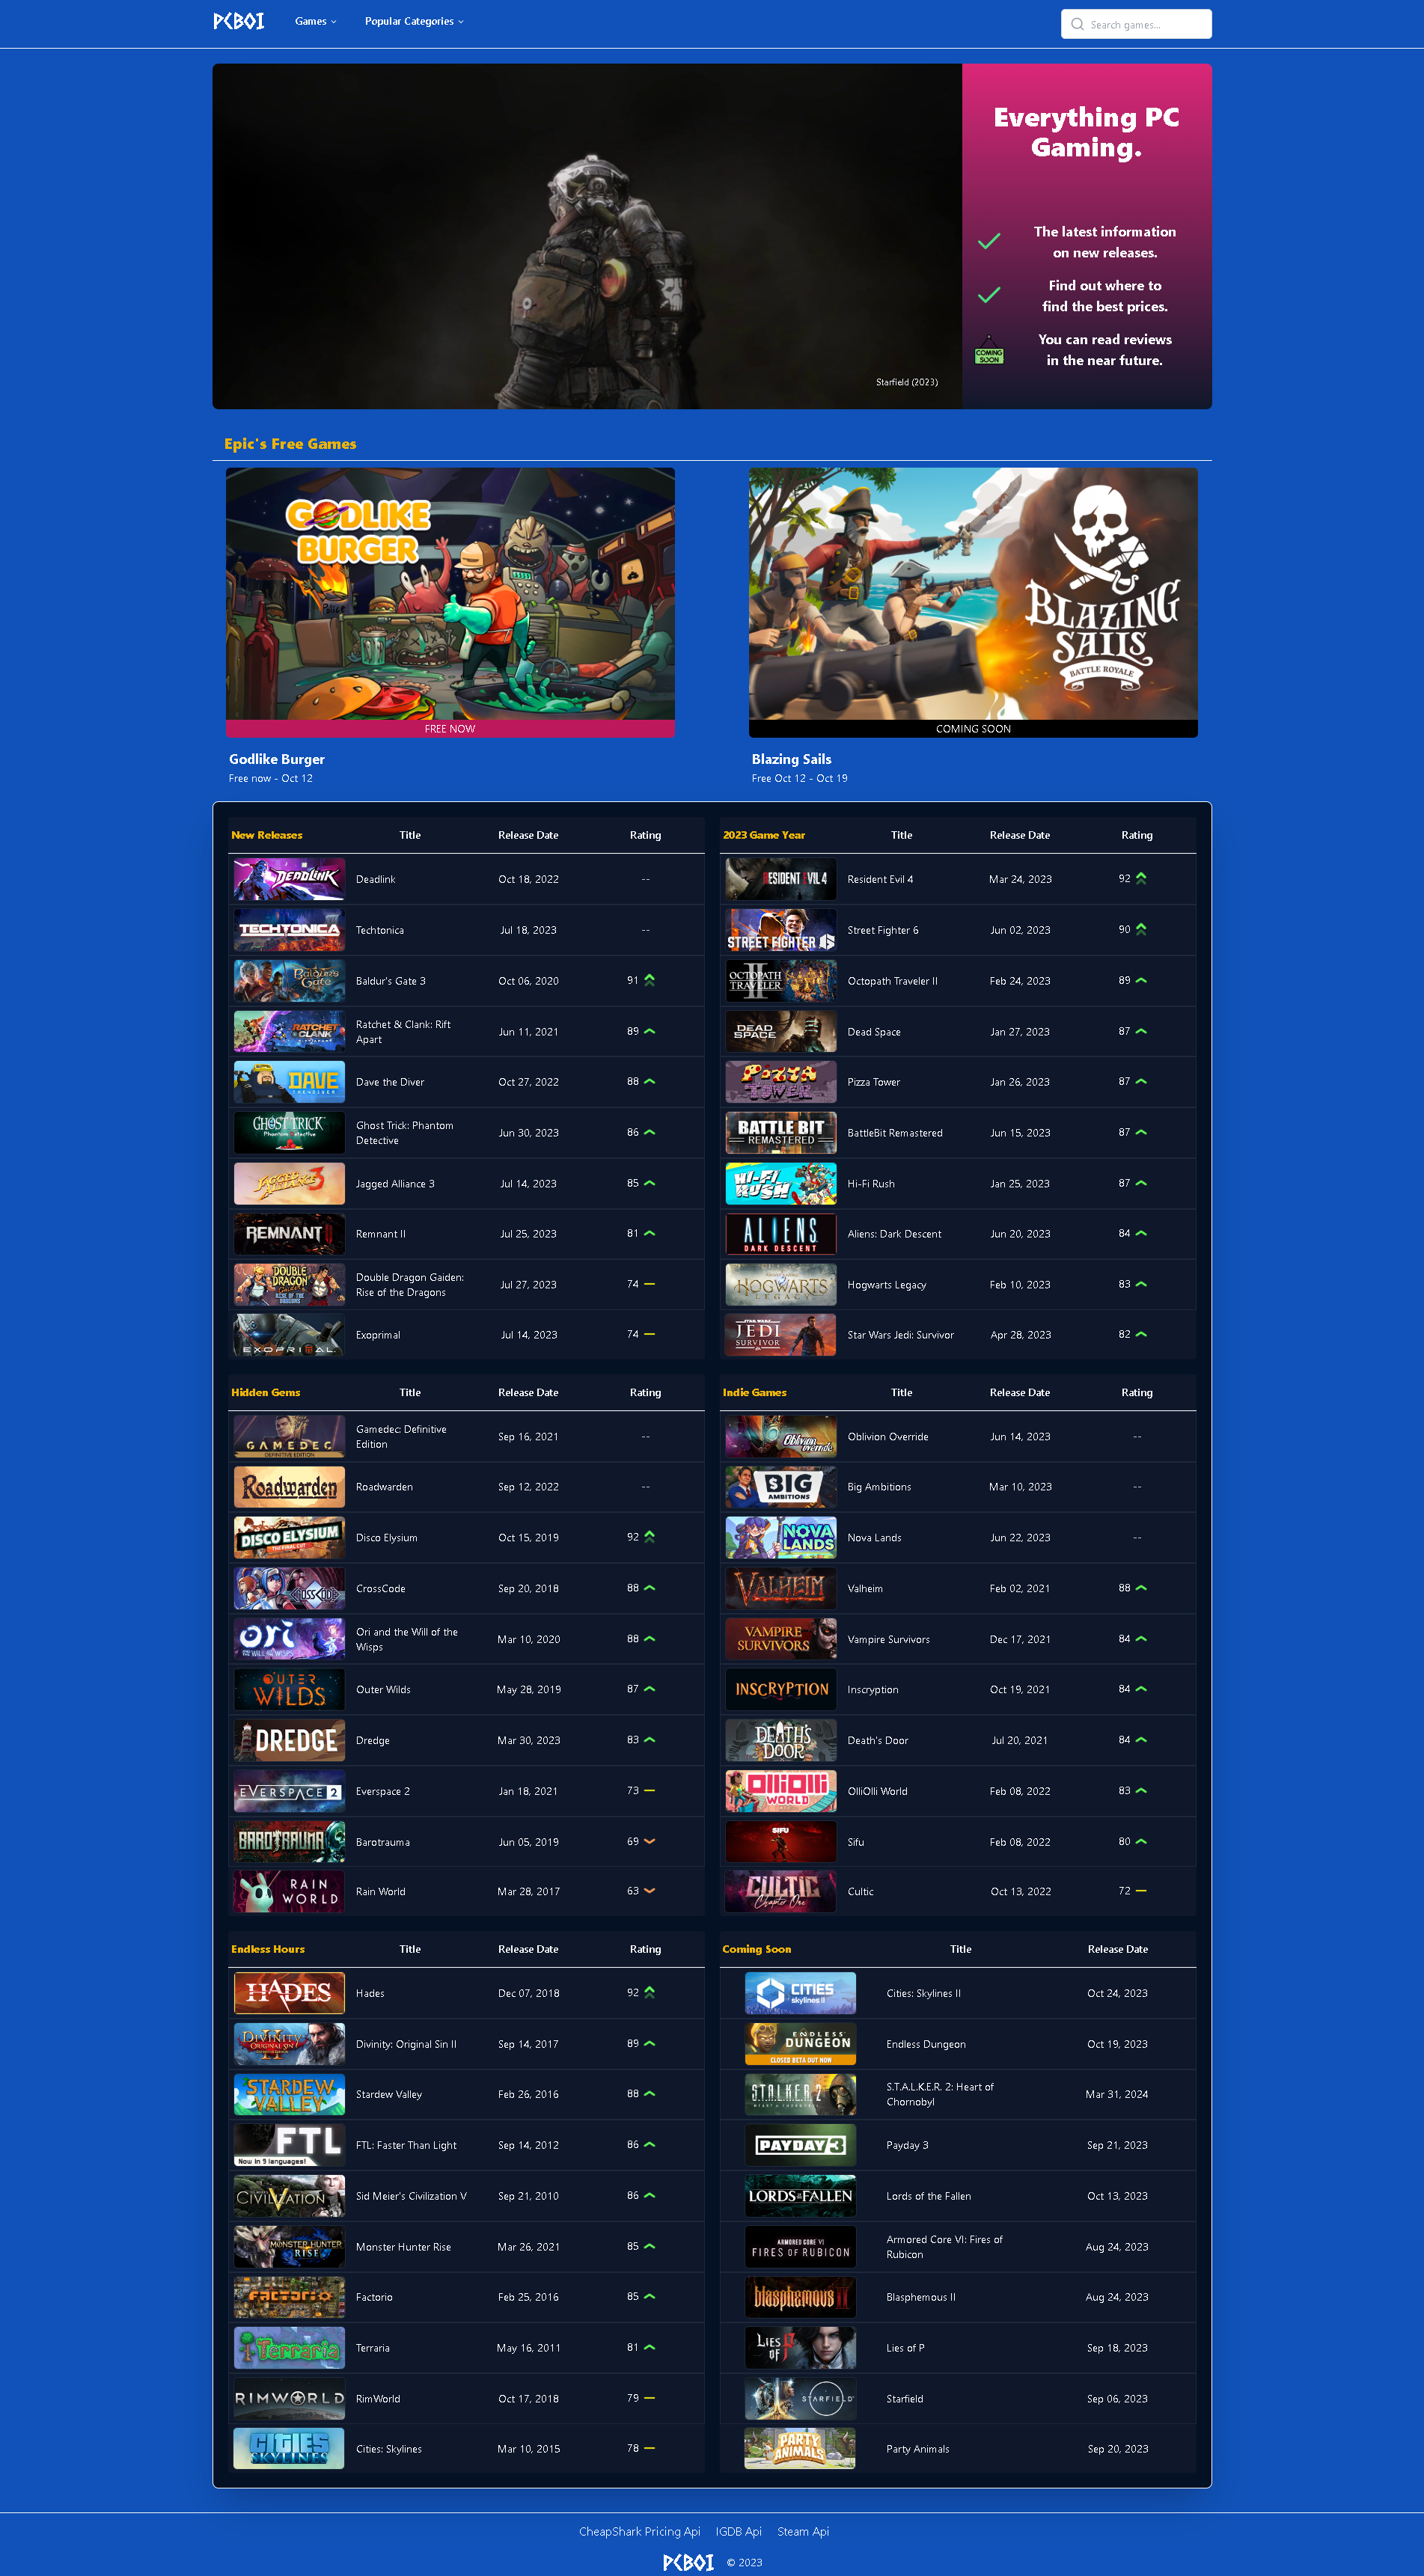 PCBOI Games Popular Categories Search games...
Everything PC
Gaming.
The latest information
on new releases.
Find out where to
find the best prices.
COMING
SOON
You can read reviews
in the near future.
Starfield (2023)
Epic's Free Games
GODLIKE
BURGER
Police
FREE NOW
Godlike Burger
Free now - Oct 12
BLAZING
SAILS
BATTLE ROYALE
COMING SOON
Blazing Sails
Free Oct 12 - Oct 19
New Releases Title Release Date Rating
DEADLINK Deadlink Oct 18, 2022 --
TECHTONICA Techtonica Jul 18, 2023 --
Baldur's Gate Baldur's Gate 3 Oct 06, 2020 91
RATCHET & CLANK Ratchet & Clank: Rift
Apart Jun 11, 2021 89
DAVE THE DIVER Dave the Diver Oct 27, 2022 88
GHOST TRICK Ghost Trick: Phantom
Detective Jun 30, 2023 86
JAGGED ALLIANCE 3 Jagged Alliance 3 Jul 14, 2023 85
REMNANT II Remnant II Jul 25, 2023 81
DOUBLE DRAGON Double Dragon Gaiden:
Rise of the Dragons Jul 27, 2023 74
EXOPRIMAL Exoprimal Jul 14, 2023 74
2023 Game Year Title Release Date Rating
RESIDENT EVIL 4 Resident Evil 4 Mar 24, 2023 92
STREET FIGHTER 6 Street Fighter 6 Jun 02, 2023 90
OCTOPATH TRAVELER II Octopath Traveler II Feb 24, 2023 89
DEAD SPACE Dead Space Jan 27, 2023 87
PIZZA TOWER Pizza Tower Jan 26, 2023 87
BATTLE BIT REMASTERED BattleBit Remastered Jun 15, 2023 87
HI-FI RUSH Hi-Fi Rush Jan 25, 2023 87
ALIENS DARK DESCENT Aliens: Dark Descent Jun 20, 2023 84
HOGWARTS LEGACY Hogwarts Legacy Feb 10, 2023 83
STAR WARS JEDI SURVIVOR Star Wars Jedi: Survivor Apr 28, 2023 82
Hidden Gems Title Release Date Rating
GAMEDEC DEFINITIVE EDITION Gamedec: Definitive
Edition Sep 16, 2021 --
Roadwarden Roadwarden Sep 12, 2022 --
DISCO ELYSIUM THE FINAL CUT Disco Elysium Oct 15, 2019 92
CROSSCODE CrossCode Sep 20, 2018 88
ori AND THE WILL OF THE WISPS Ori and the Will of the
Wisps Mar 10, 2020 88
OUTER WILDS Outer Wilds May 28, 2019 87
DREDGE Dredge Mar 30, 2023 83
EVERSPACE 2 Everspace 2 Jan 18, 2021 73
BAROTRAUMA Barotrauma Jun 05, 2019 69
RAIN WORLD Rain World Mar 28, 2017 63
Indie Games Title Release Date Rating
Oblivion override Oblivion Override Jun 14, 2023 --
BIG AMBITIONS Big Ambitions Mar 10, 2023 --
NOVA LANDS Nova Lands Jun 22, 2023 --
VALHEIM Valheim Feb 02, 2021 88
VAMPIRE SURVIVORS Vampire Survivors Dec 17, 2021 84
INSCRYPTION Inscryption Oct 19, 2021 84
DEATH'S DOOR Death's Door Jul 20, 2021 84
OlliOlli WORLD OlliOlli World Feb 08, 2022 83
SIFU Sifu Feb 08, 2022 80
CULTIC Chapter One Cultic Oct 13, 2022 72
Endless Hours Title Release Date Rating
HADES Hades Dec 07, 2018 92
DIVINITY II ORIGINAL SIN Divinity: Original Sin II Sep 14, 2017 89
STARDEW VALLEY Stardew Valley Feb 26, 2016 88
FTL Now in 9 languages! FTL: Faster Than Light Sep 14, 2012 86
CIVILIZATION V Sid Meier's Civilization V Sep 21, 2010 86
MONSTER HUNTER RISE Monster Hunter Rise Mar 26, 2021 85
FACTORIO Factorio Feb 25, 2016 85
Terraria Terraria May 16, 2011 81
RIMWORLD RimWorld Oct 17, 2018 79
CITIES SKYLINES Cities: Skylines Mar 10, 2015 78
Coming Soon Title Release Date
CITIES skylines II Cities: Skylines II Oct 24, 2023
ENDLESS DUNGEON CLOSED BETA OUT NOW Endless Dungeon Oct 19, 2023
S.T.A.L.K.E.R. 2 S.T.A.L.K.E.R. 2: Heart of
Chornobyl Mar 31, 2024
PAYDAY 3 Payday 3 Sep 21, 2023
LORDS OF THE FALLEN Lords of the Fallen Oct 13, 2023
ARMORED CORE VI FIRES OF RUBICON Armored Core VI: Fires of
Rubicon Aug 24, 2023
blasphemous II Blasphemous II Aug 24, 2023
LIES OF P Lies of P Sep 18, 2023
STARFIELD Starfield Sep 06, 2023
PARTY ANIMALS Party Animals Sep 20, 2023
CheapShark Pricing Api IGDB Api Steam Api
PCBOI © 2023